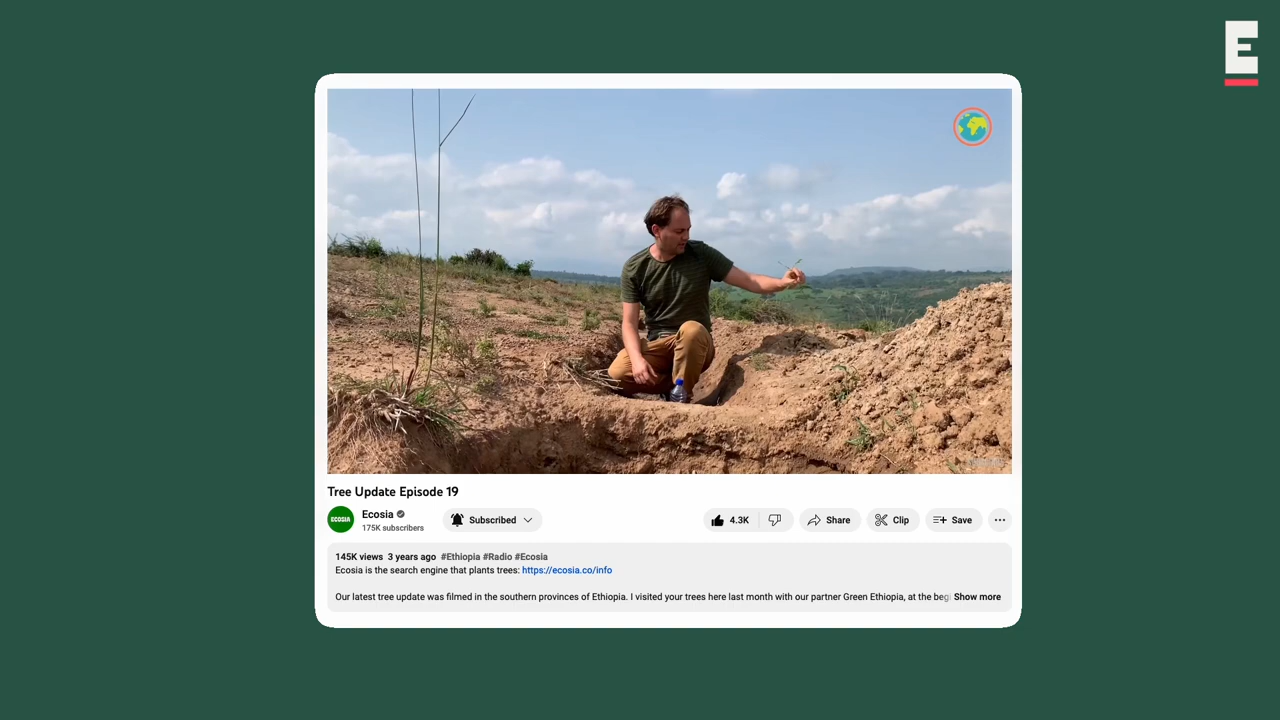 E
Tree Update Episode 19
Ecosia
175K subscribers
ECOSIA
Subscribed
4.3K
Share
Clip
Save
145K views 3 years ago #Ethiopia #Radio #Ecosia
Ecosia is the search engine that plants trees: https://ecosia.co/info
Our latest tree update was filmed in the southern provinces of Ethiopia. I visited your trees here last month with our partner Green Ethiopia, at the beg Show more